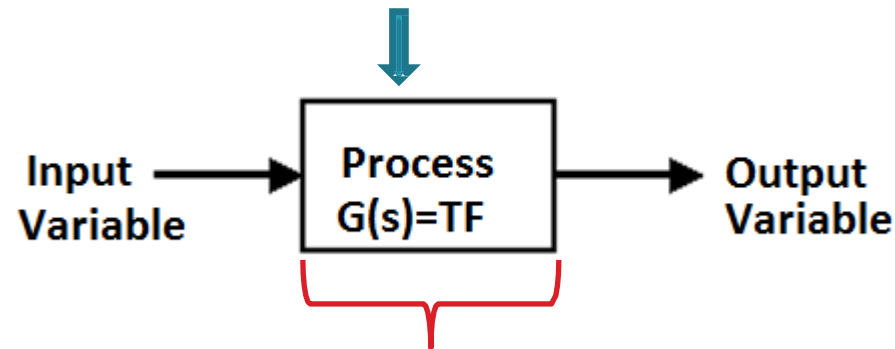 Input
Variable
Process
G(s)=TF
Output
Variable